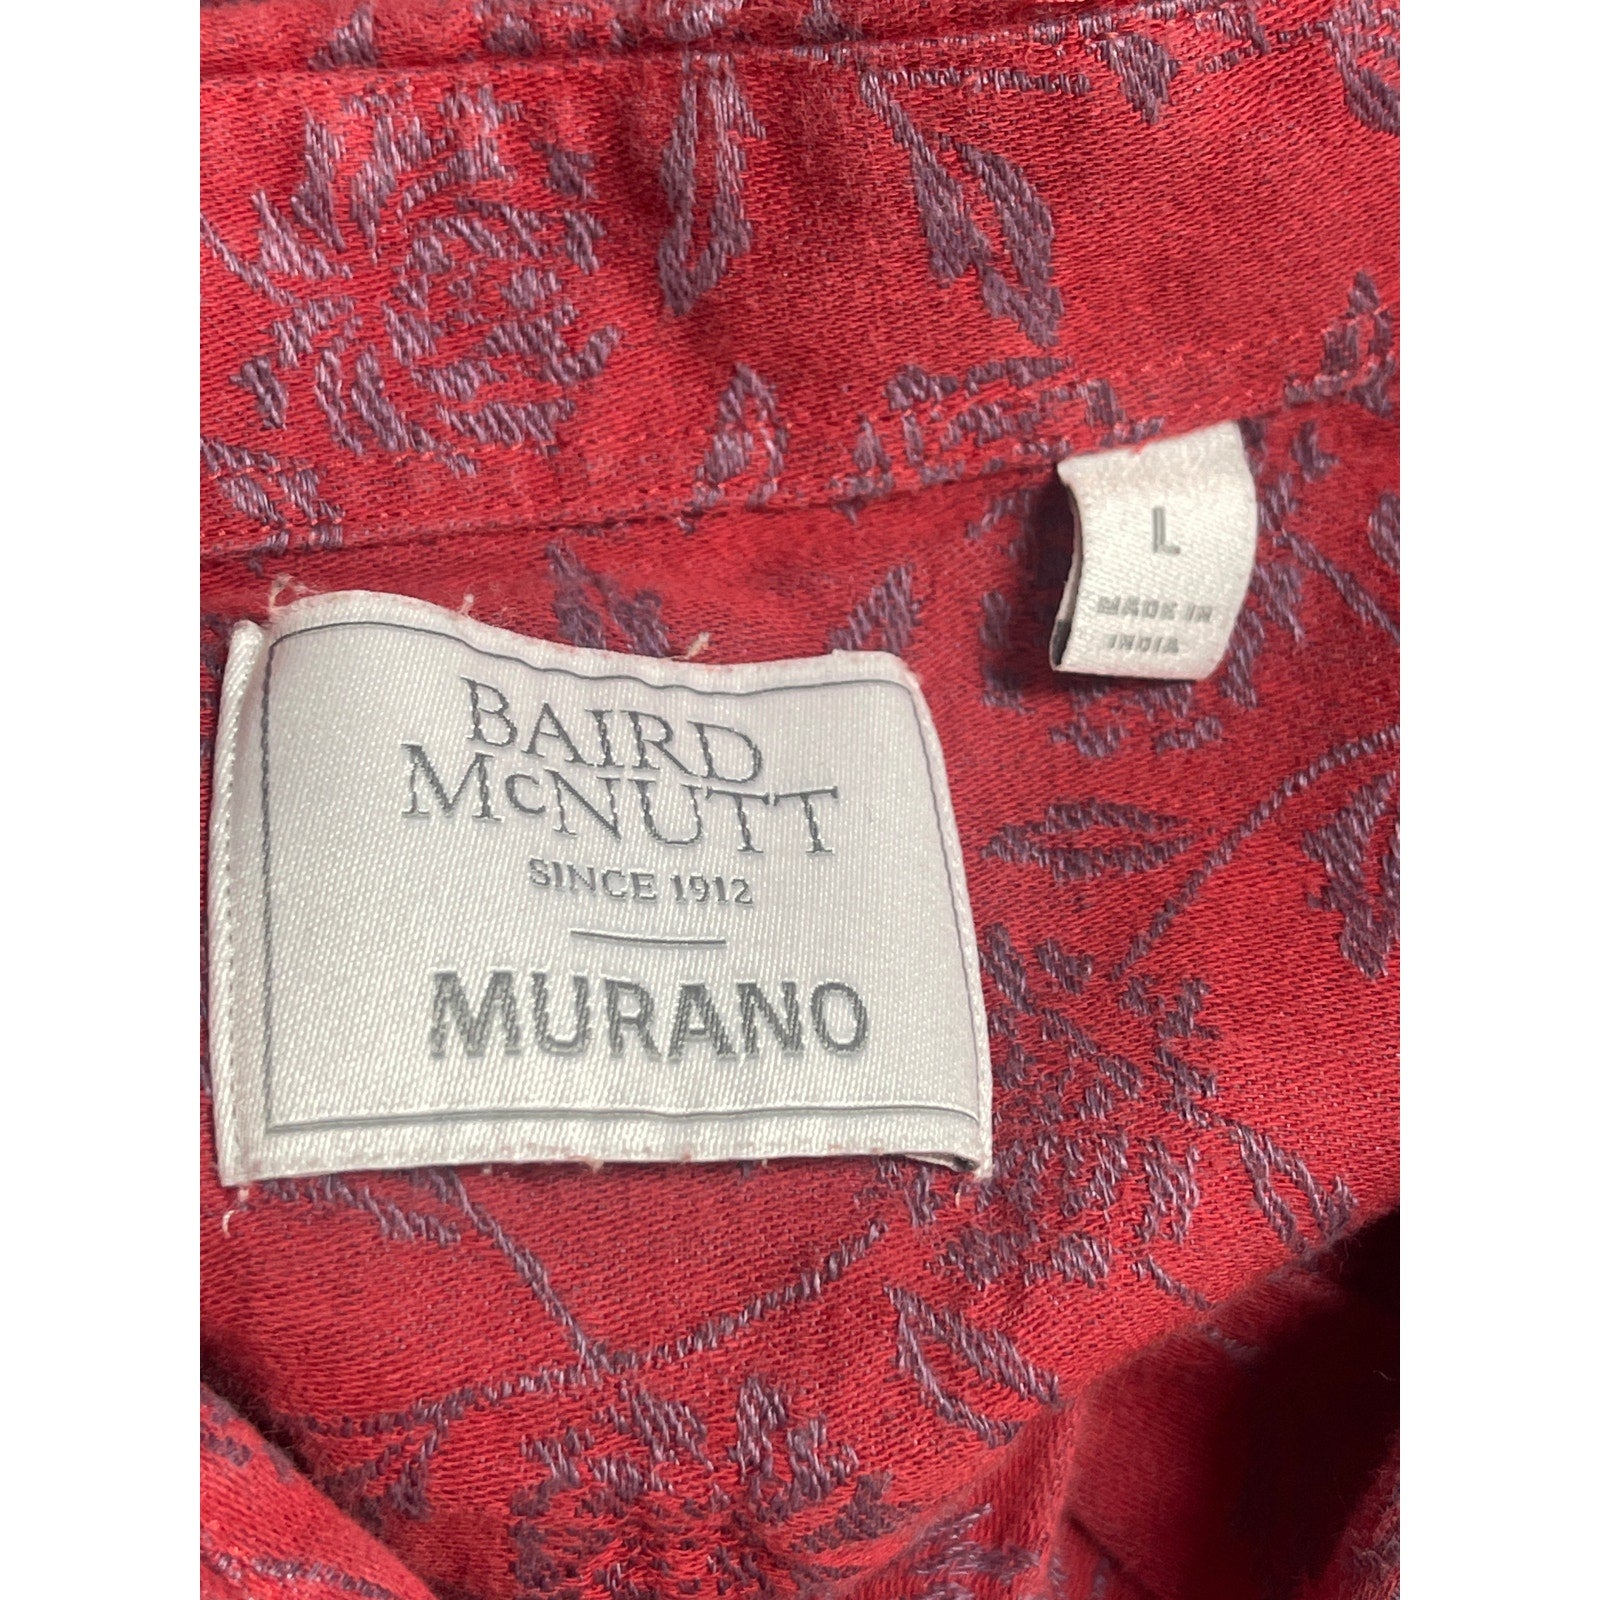 L
MADE IN
INDIA
BAIRD
McNUTT
SINCE 1912
MURANO